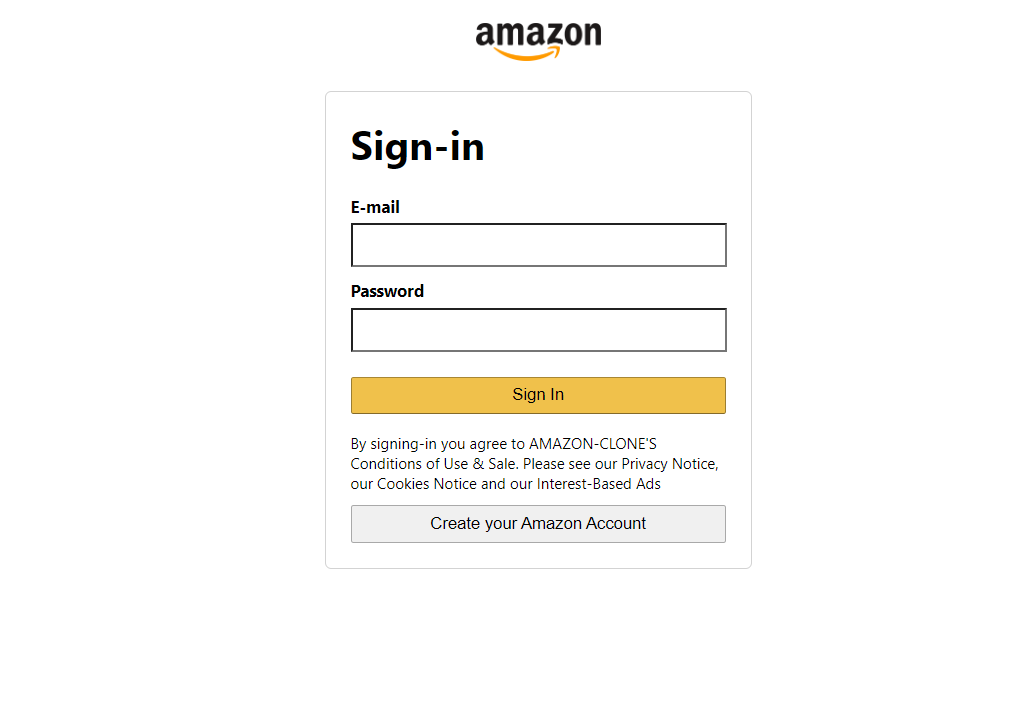 amazon
Sign-in
E-mail
Password
Sign In
By signing-in you agree to AMAZON-CLONE'S
Conditions of Use & Sale. Please see our Privacy Notice,
our Cookies Notice and our Interest-Based Ads
Create your Amazon Account